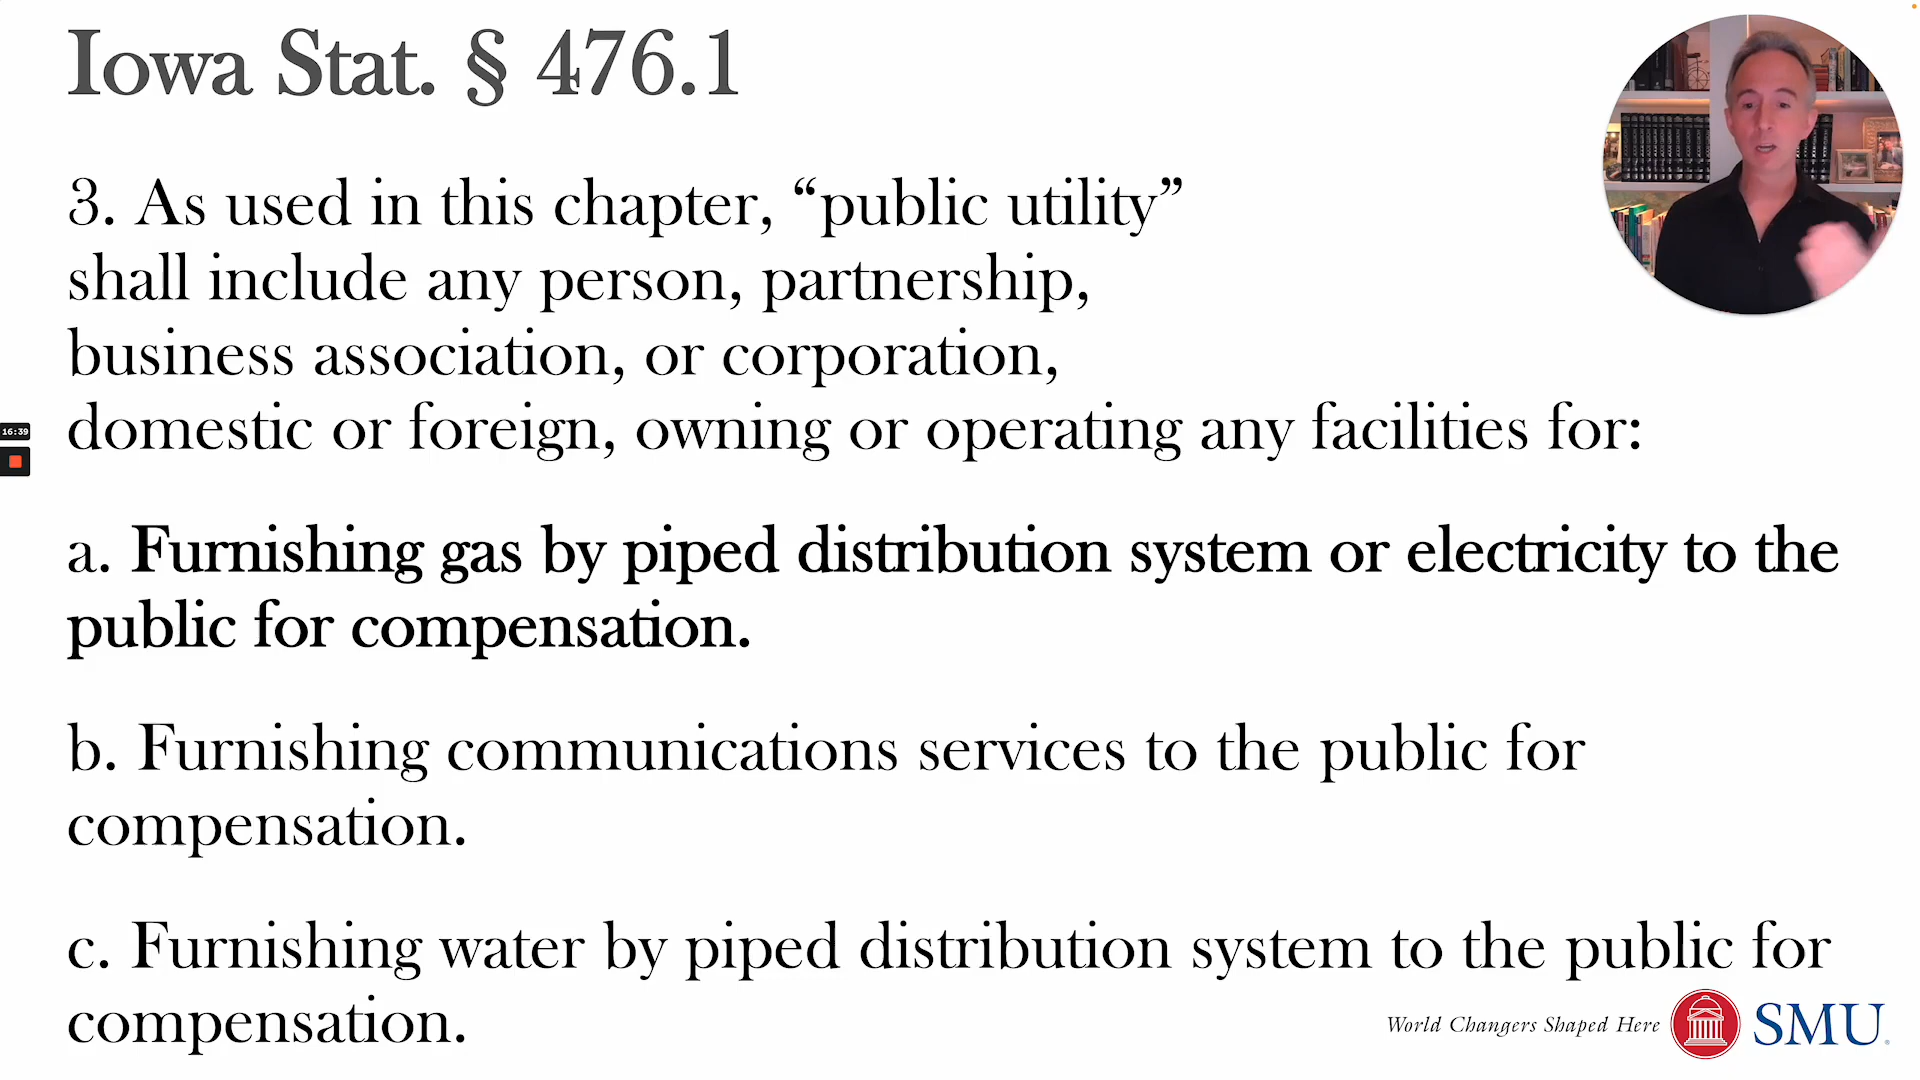 Iowa Stat. § 476.1
3. As used in this chapter, “public utility”
shall include any person, partnership,
business association, or corporation,
domestic or foreign, owning or operating any facilities for:
16:39
a. Furnishing gas by piped distribution system or electricity to the
public for compensation.
b. Furnishing communications services to the public for
compensation.
c. Furnishing water by piped distribution system to the public for
compensation.
World Changers Shaped Here
SMU